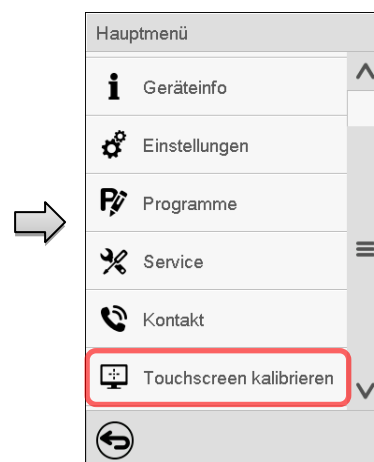 Hauptmenü
Geräteinfo
Einstellungen
Programme
Service
Kontakt
Touchscreen kalibrieren